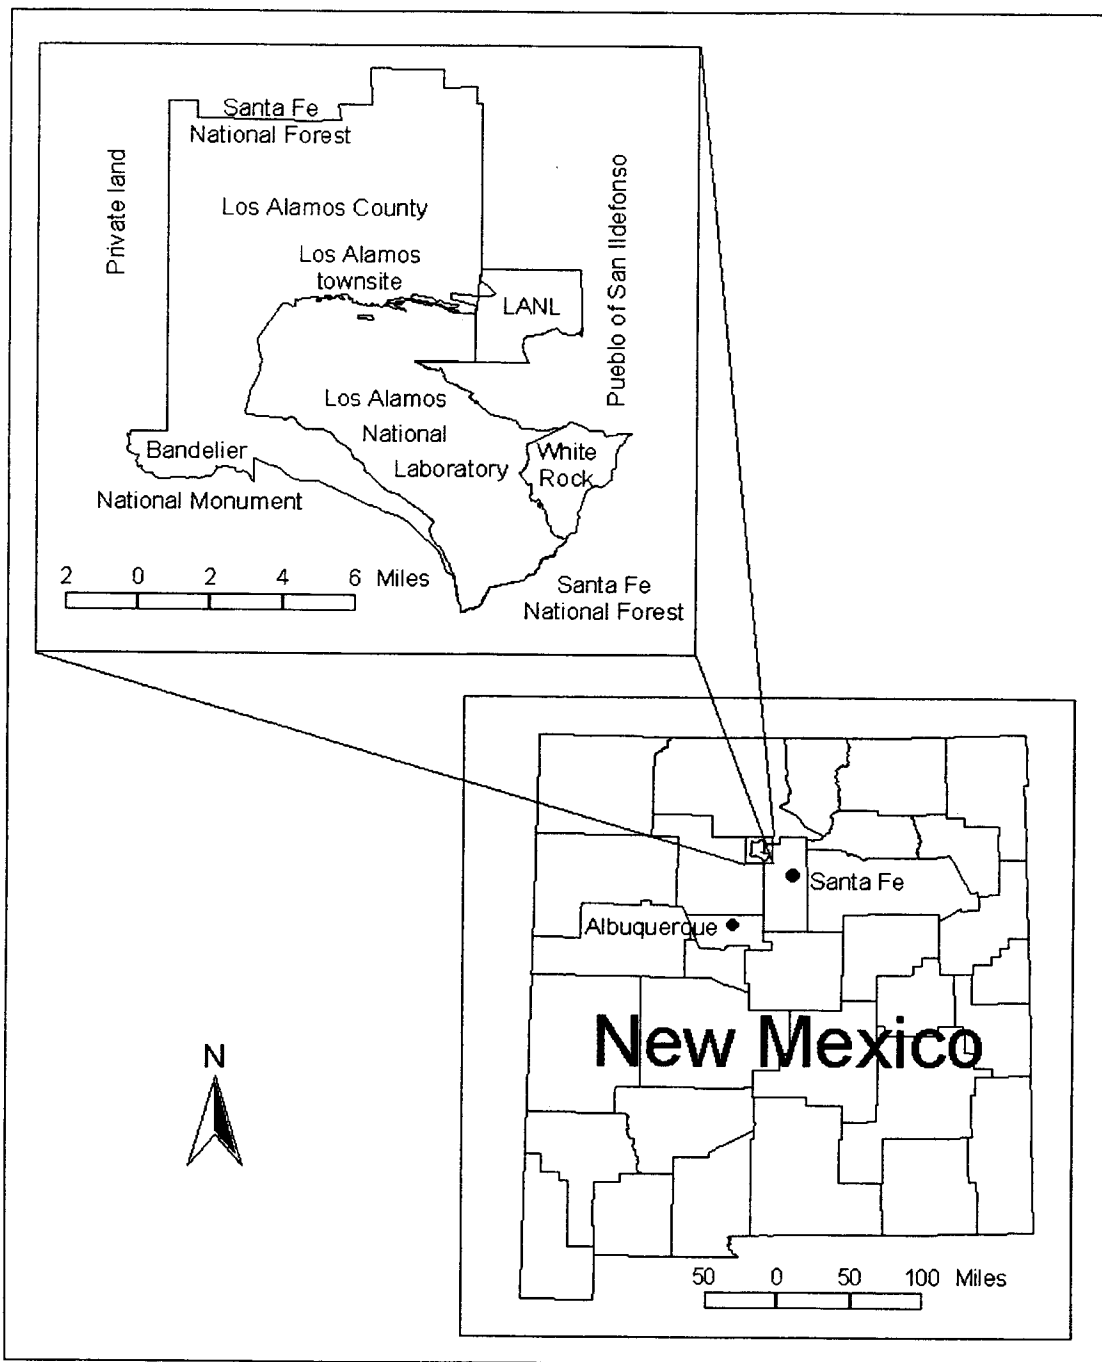 Santa Fe
National Forest
Private land
Los Alamos County
Pueblo of San Ildefonso
Los Alamos
townsite
LANL
Los Alamos
National
Laboratory
White
Rock
Bandelier
National Monument
2 0 2 4 6 Miles
Santa Fe
National Forest
Santa Fe
Albuquerque
New Mexico
N
50 0 50 100 Miles